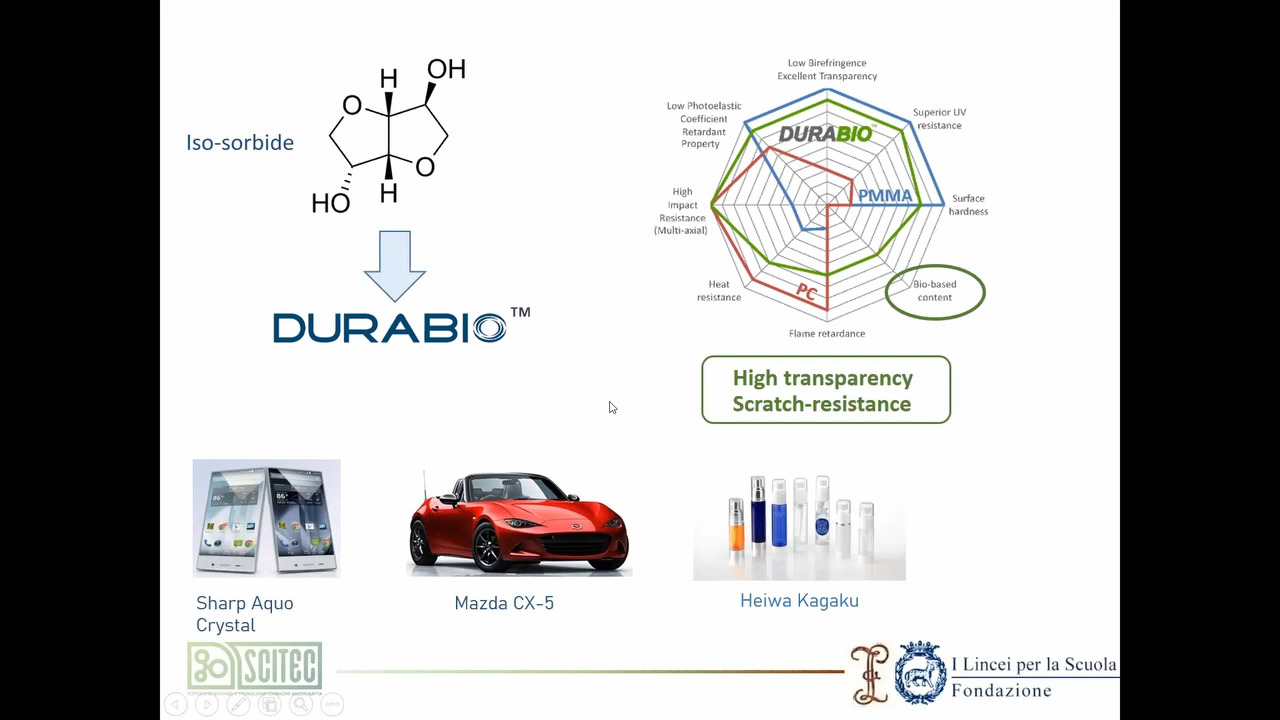 Iso-sorbide
H
OH
O
O
H
HO
DURABIO™
Low Birefringence
Excellent Transparency
Low Photoelastic
Coefficient
Retardant
Property
Superior UV
resistance
DURABIO™
PMMA
High
Impact
Resistance
(Multi-axial)
Surface
hardness
Heat
resistance
PC
Bio-based
content
Flame retardance
High transparency
Scratch-resistance
Sharp Aquo
Crystal
Mazda CX-5
Heiwa Kagaku
SCITEC
I Lincei per la Scuola
Fondazione